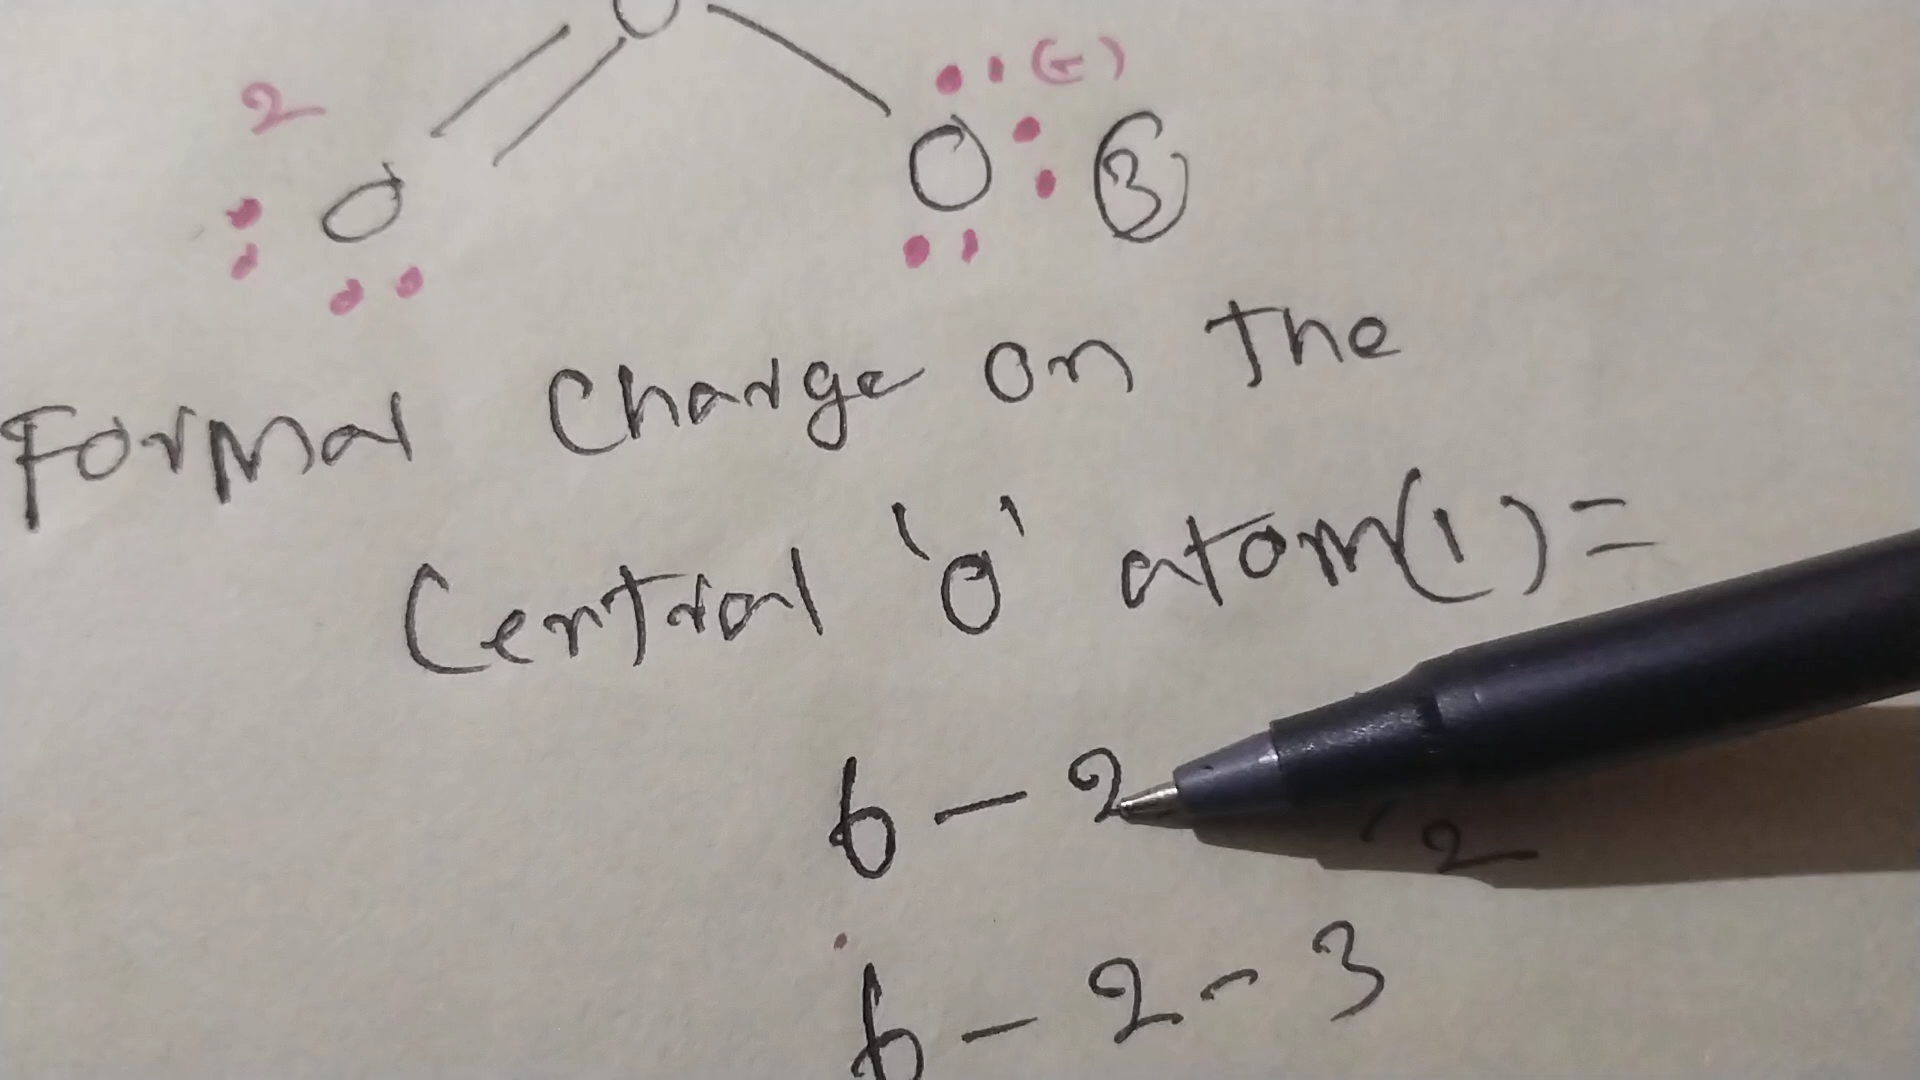 O
2 O O (-) 3
Formal Charge on the
Central 'O' atom(1)=
6 - 2 2
6 - 2 - 3